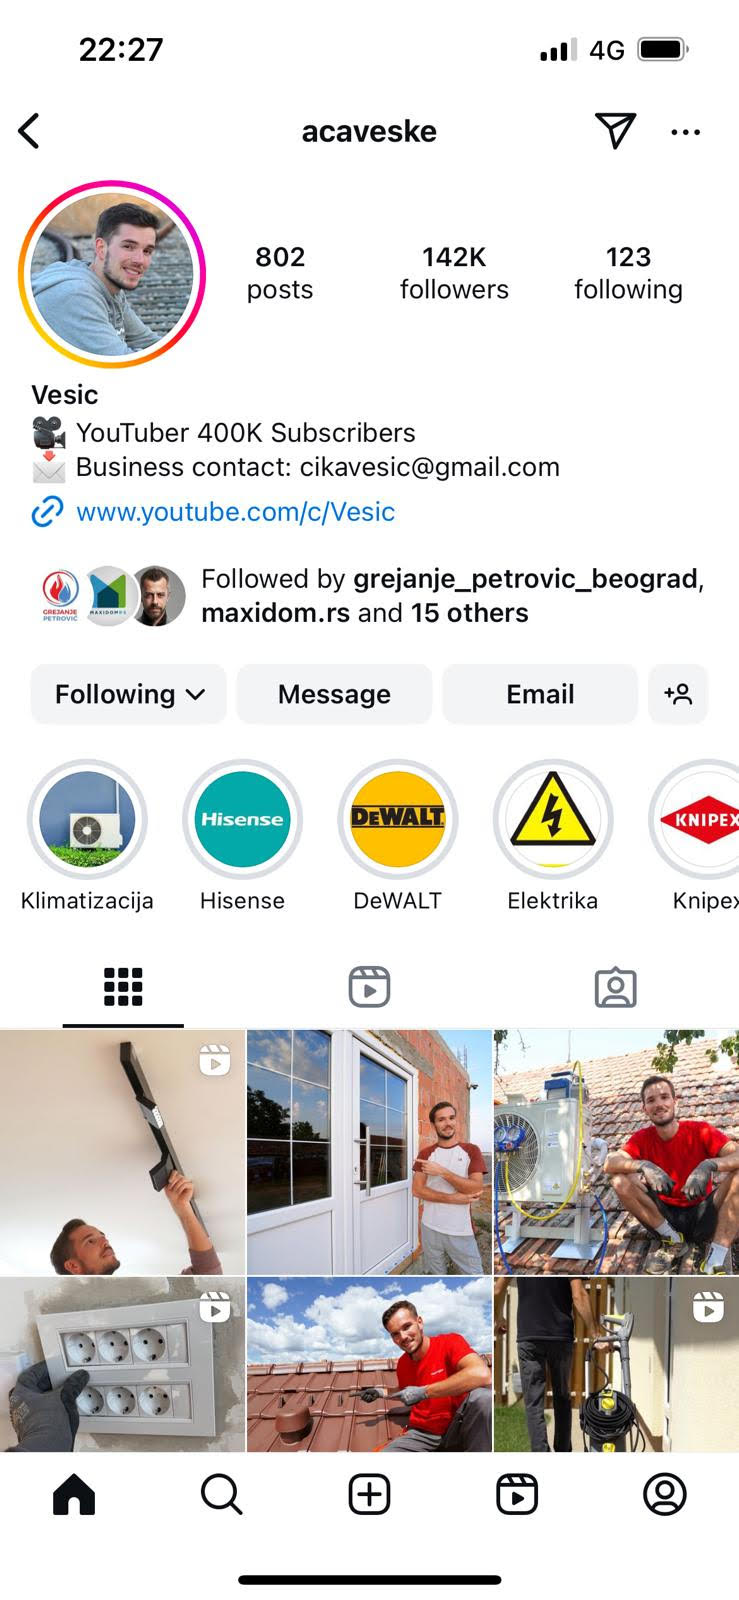 22:27
4G
acaveske
802
posts
142K
followers
123
following
Vesic
YouTuber 400K Subscribers
Business contact: cikavesic@gmail.com
www.youtube.com/c/Vesic
GREJANJE
PETROVIĆ
MAXIDOM.RS
Followed by grejanje_petrovic_beograd,
maxidom.rs and 15 others
Following
Message
Email
Hisense
DEWALT
KNIPEX
Klimatizacija
Hisense
DeWALT
Elektrika
Knipex